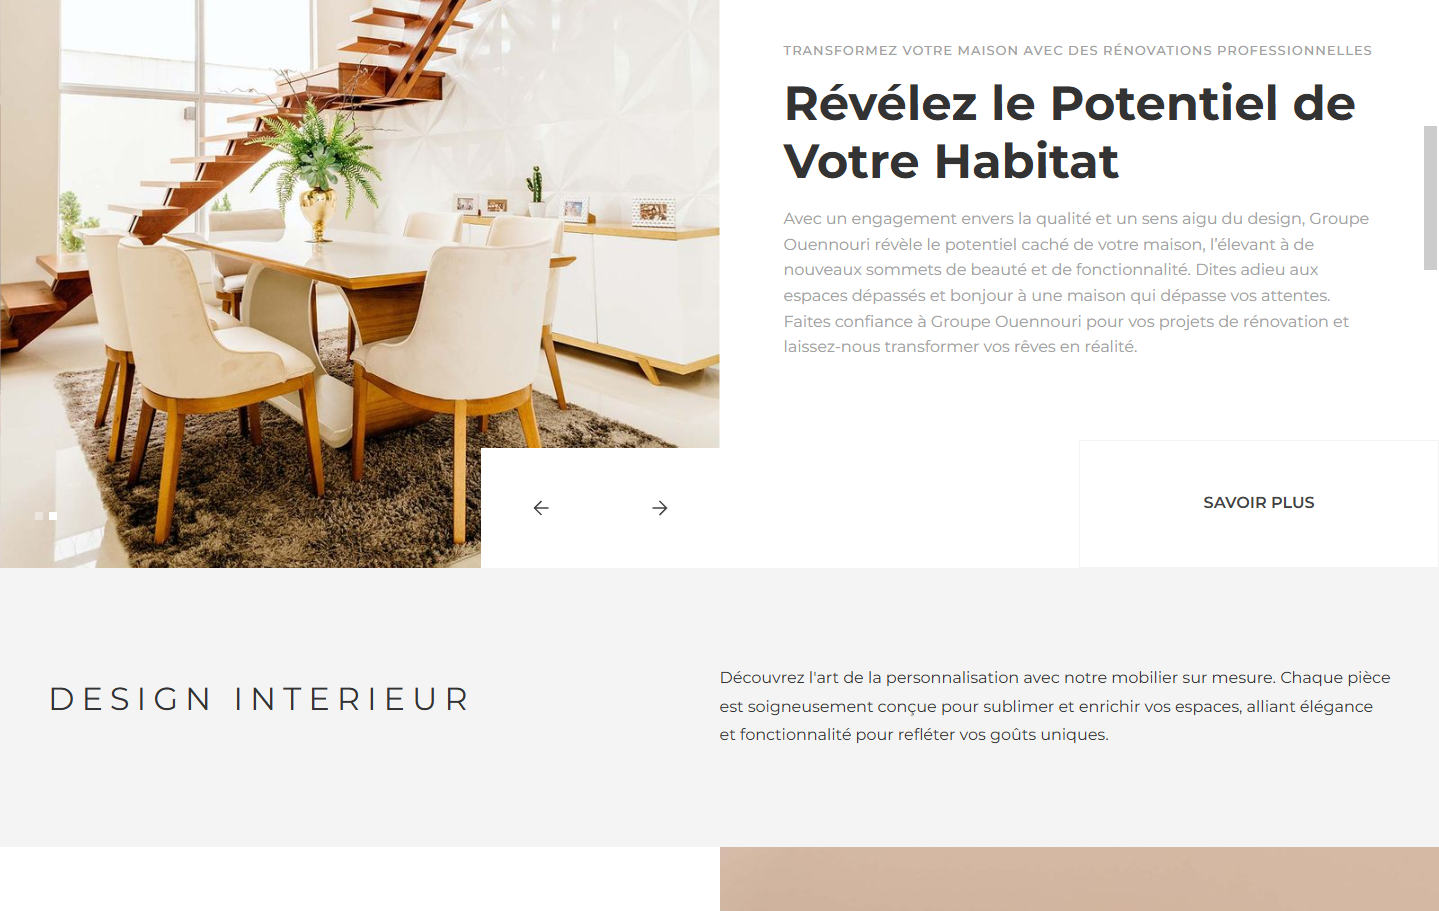 TRANSFORMEZ VOTRE MAISON AVEC DES RÉNOVATIONS PROFESSIONNELLES
Révélez le Potentiel de
Votre Habitat
Avec un engagement envers la qualité et un sens aigu du design, Groupe
Ouennouri révèle le potentiel caché de votre maison, l’élevant à de
nouveaux sommets de beauté et de fonctionnalité. Dites adieu aux
espaces dépassés et bonjour à une maison qui dépasse vos attentes.
Faites confiance à Groupe Ouennouri pour vos projets de rénovation et
laissez-nous transformer vos rêves en réalité.
SAVOIR PLUS
DESIGN INTERIEUR
Découvrez l'art de la personnalisation avec notre mobilier sur mesure. Chaque pièce
est soigneusement conçue pour sublimer et enrichir vos espaces, alliant élégance
et fonctionnalité pour refléter vos goûts uniques.